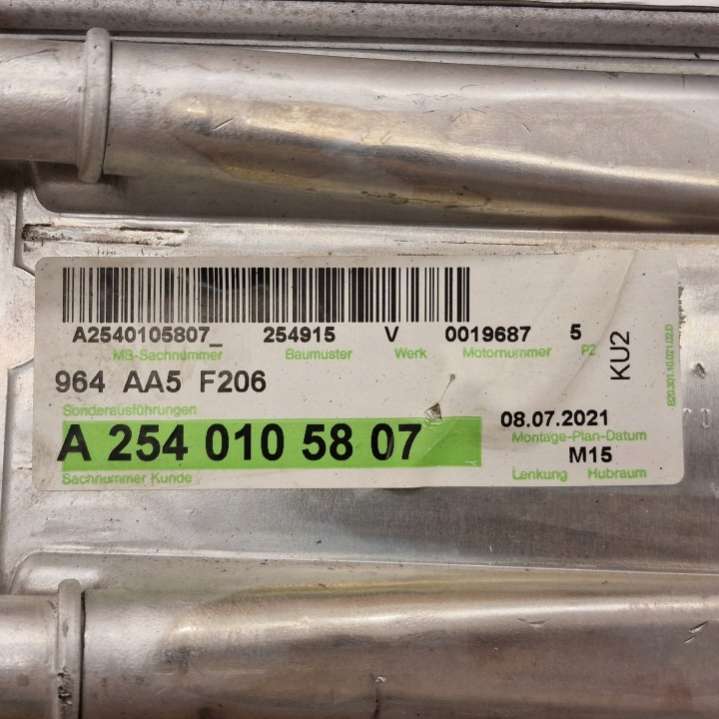 A2540105807_ 254915 V 0019687 5
MB-Sachnummer Baumuster Werk Motornummer PZ
964 AA5 F206
Sonderausführungen
A 254 010 58 07
Sachnummer Kunde
08.07.2021
Montage-Plan-Datum
M15
Lenkung Hubraum
KU2